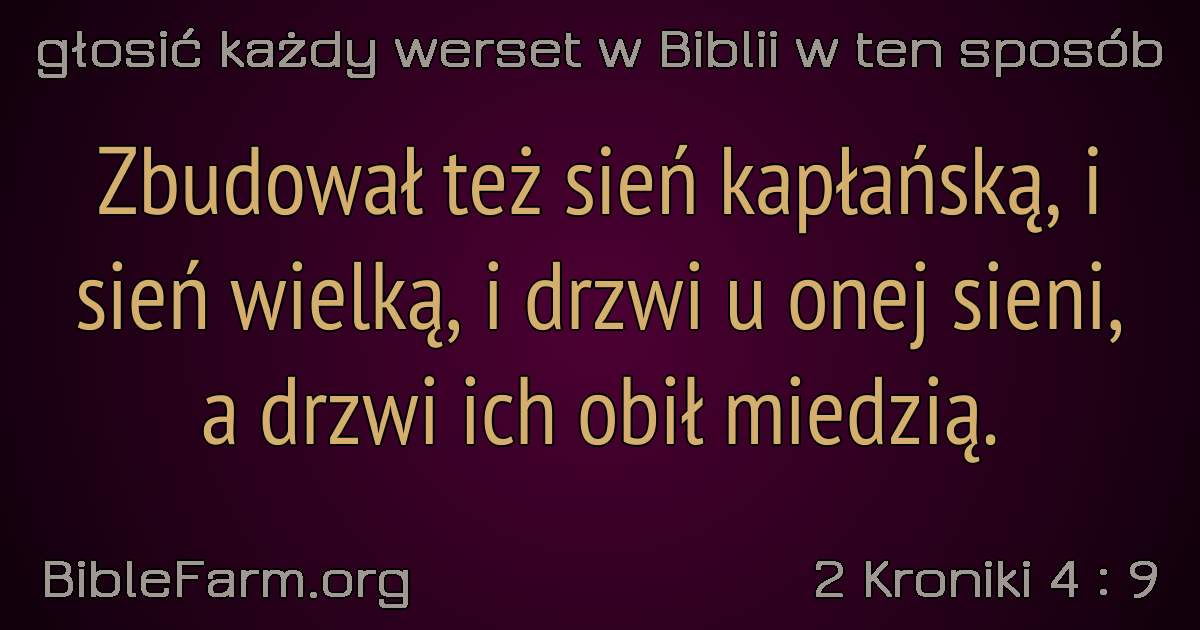 głosić każdy werset w Biblii w ten sposób
Zbudował też sień kapłańską, i
sień wielką, i drzwi u onej sieni,
a drzwi ich obił miedzią.
BibleFarm.org
2 Kroniki 4 : 9